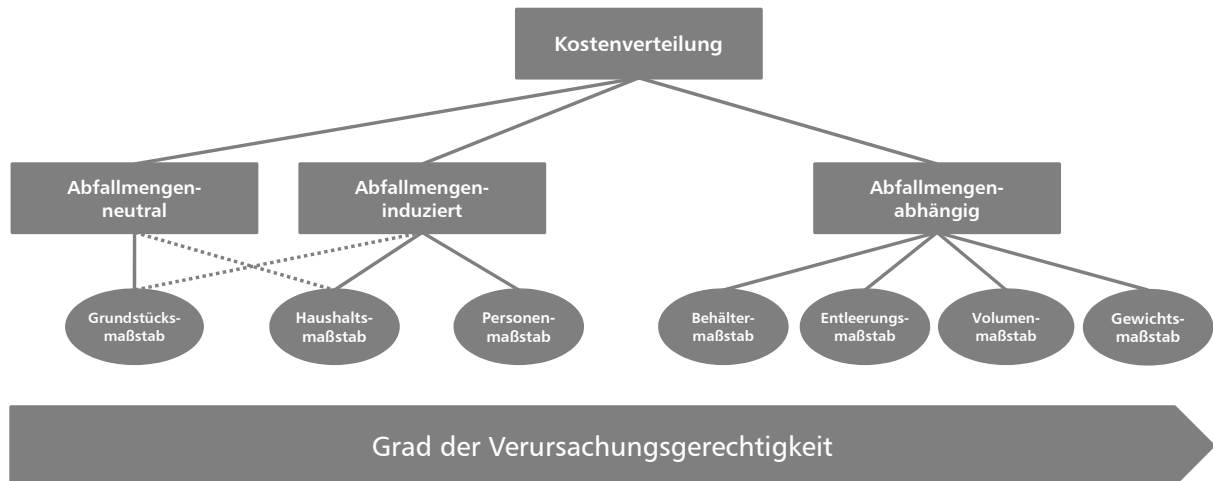 Kostenverteilung
Abfallmengen-
neutral
Abfallmengen-
induziert
Abfallmengen-
abhängig
Grundstücks-
maßstab
Haushalts-
maßstab
Personen-
maßstab
Behälter-
maßstab
Entleerungs-
maßstab
Volumen-
maßstab
Gewichts-
maßstab
Grad der Verursachungsgerechtigkeit